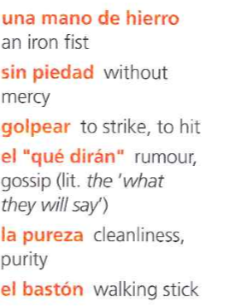 una mano de hierro
an iron fist
sin piedad without
mercy
golpear to strike, to hit
el "qué dirán" rumour,
gossip (lit. the 'what
they will say')
la pureza cleanliness,
purity
el bastón walking stick